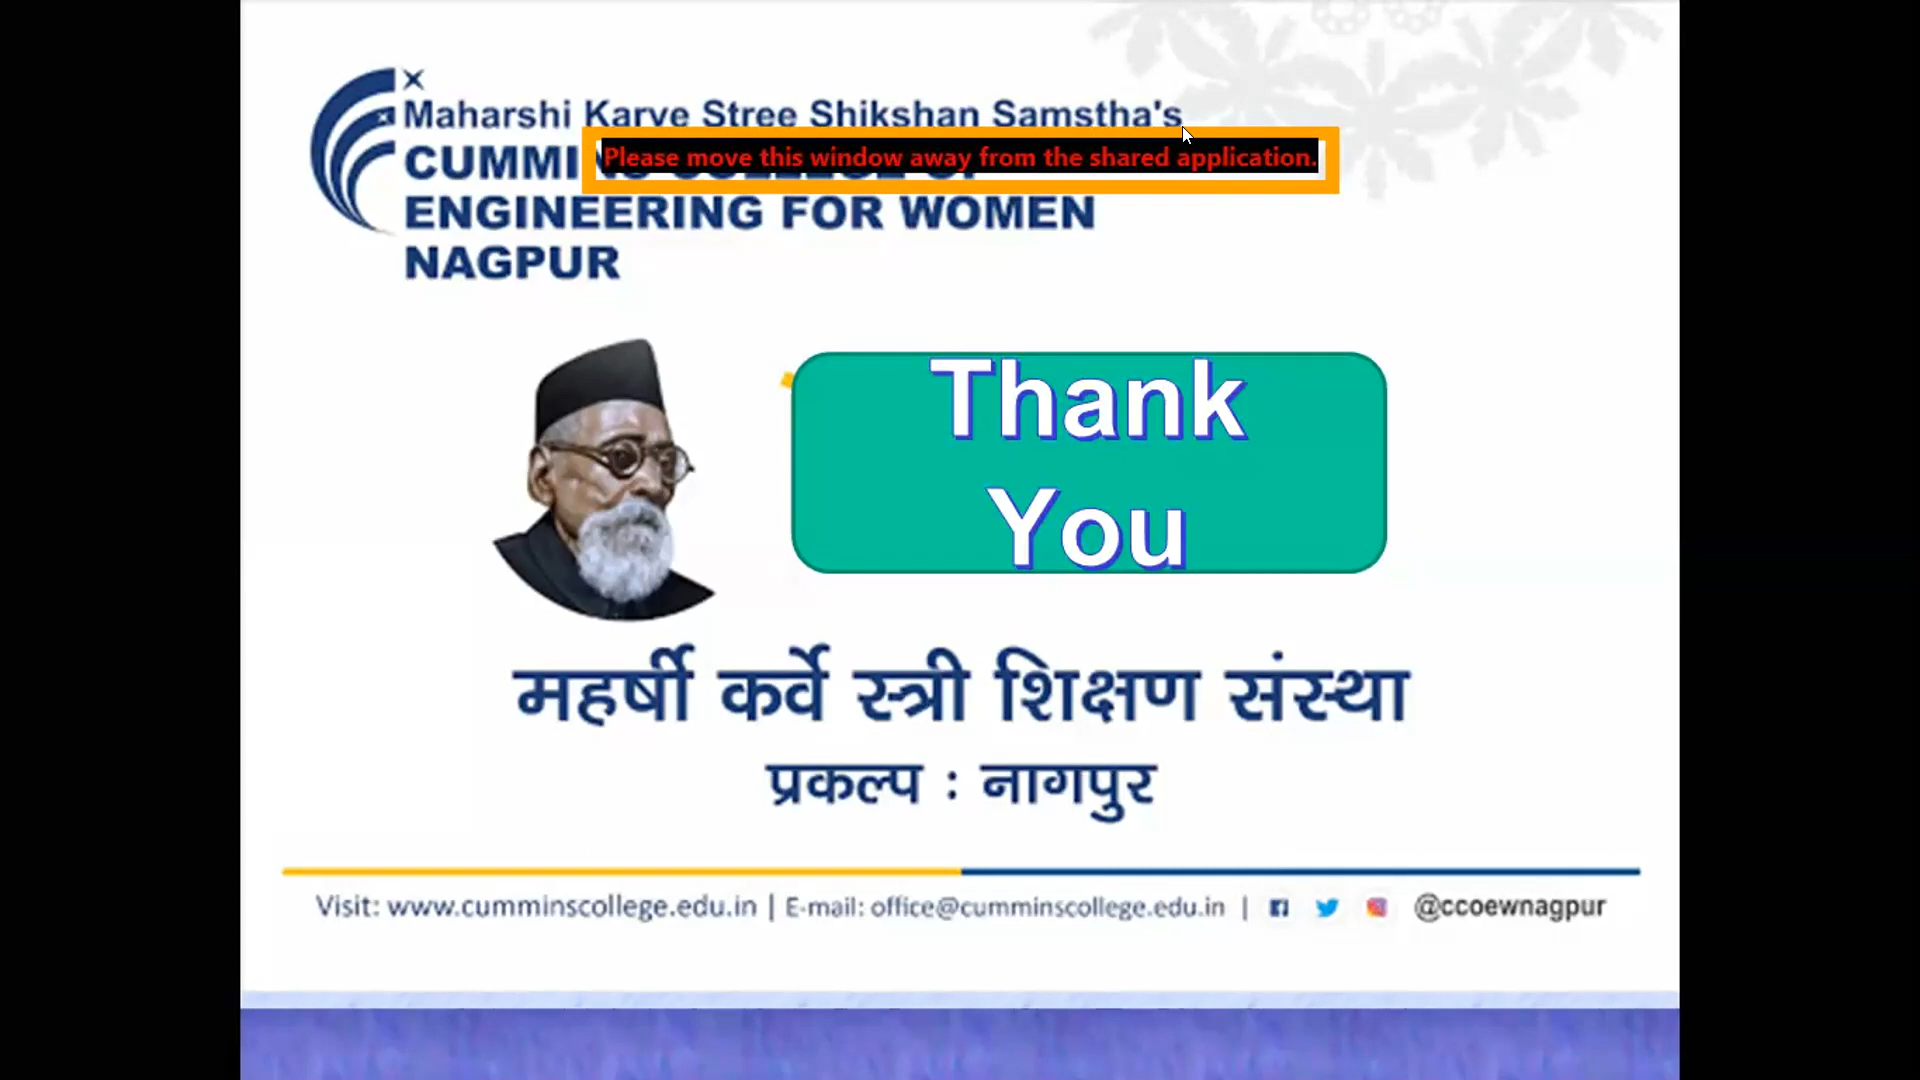 Maharshi Karve Stree Shikshan Samstha's
Please move this window away from the shared application.
ENGINEERING FOR WOMEN
NAGPUR
Thank
You
महर्षी कर्वे स्त्री शिक्षण संस्था
प्रकल्प : नागपुर
Visit: www.cumminscollege.edu.in | E-mail: office@cumminscollege.edu.in | @ccoewnagpur